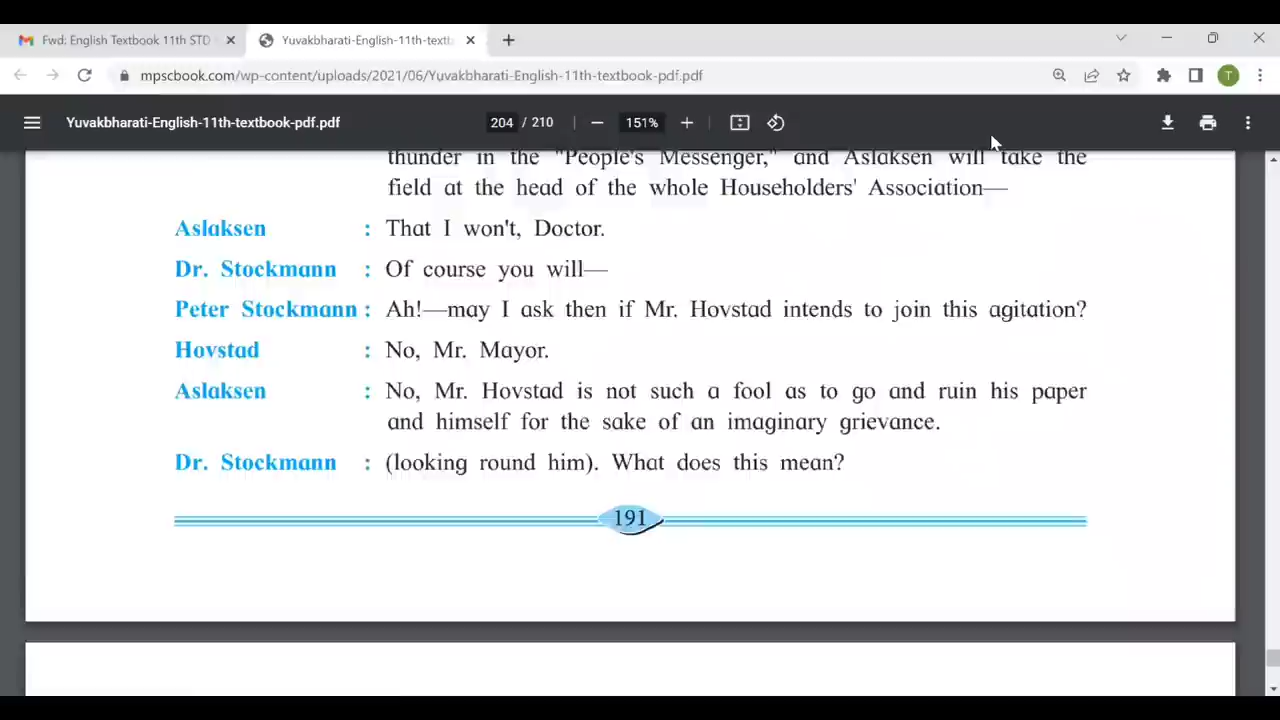 Fwd: English Textbook 11th STD
Yuvakbharati-English-11th-textb
mpscbook.com/wp-content/uploads/2021/06/Yuvakbharati-English-11th-textbook-pdf.pdf
T
Yuvakbharati-English-11th-textbook-pdf.pdf
204 / 210
151%
thunder in the "People's Messenger," and Aslaksen will take the
field at the head of the whole Householders' Association—
Aslaksen : That I won't, Doctor.
Dr. Stockmann : Of course you will—
Peter Stockmann : Ah!—may I ask then if Mr. Hovstad intends to join this agitation?
Hovstad : No, Mr. Mayor.
Aslaksen : No, Mr. Hovstad is not such a fool as to go and ruin his paper
and himself for the sake of an imaginary grievance.
Dr. Stockmann : (looking round him). What does this mean?
191